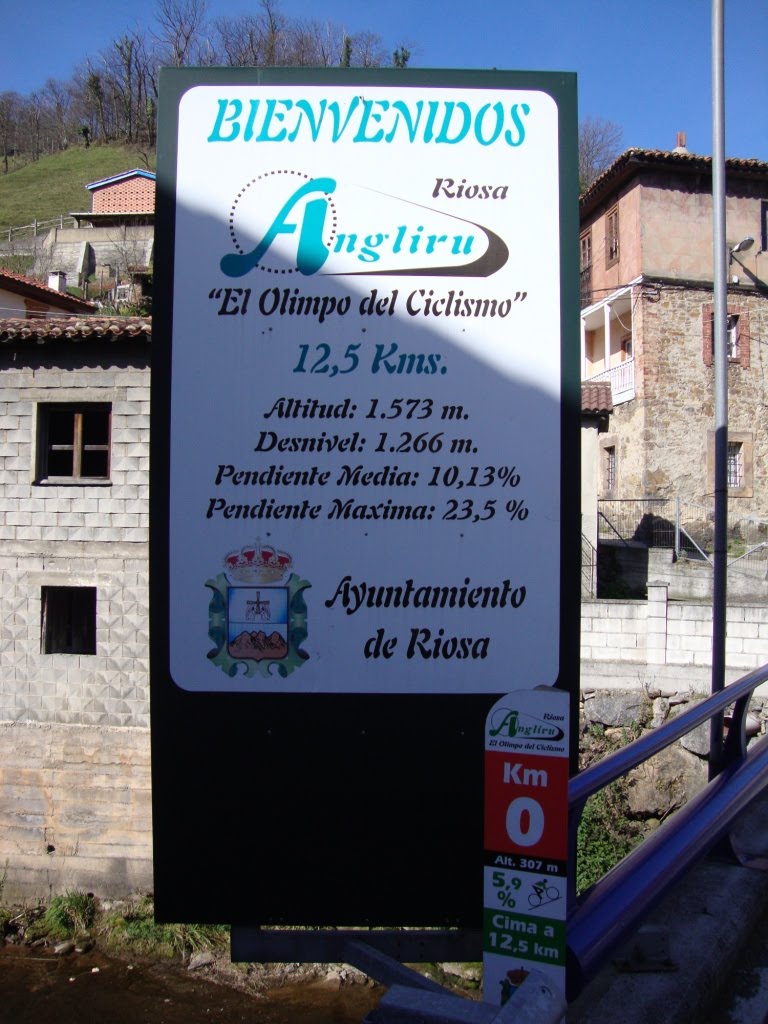 BIENVENIDOS
Riosa
Angliru
"El Olimpo del Ciclismo"
12,5 Kms.
Altitud: 1.573 m.
Desnivel: 1.266 m.
Pendiente Media: 10,13%
Pendiente Maxima: 23,5 %
Ayuntamiento
de Riosa
Riosa
Angliru
El Olimpo del Ciclismo
Km
0
Alt. 307 m
5,9
%
Cima a
12,5 km